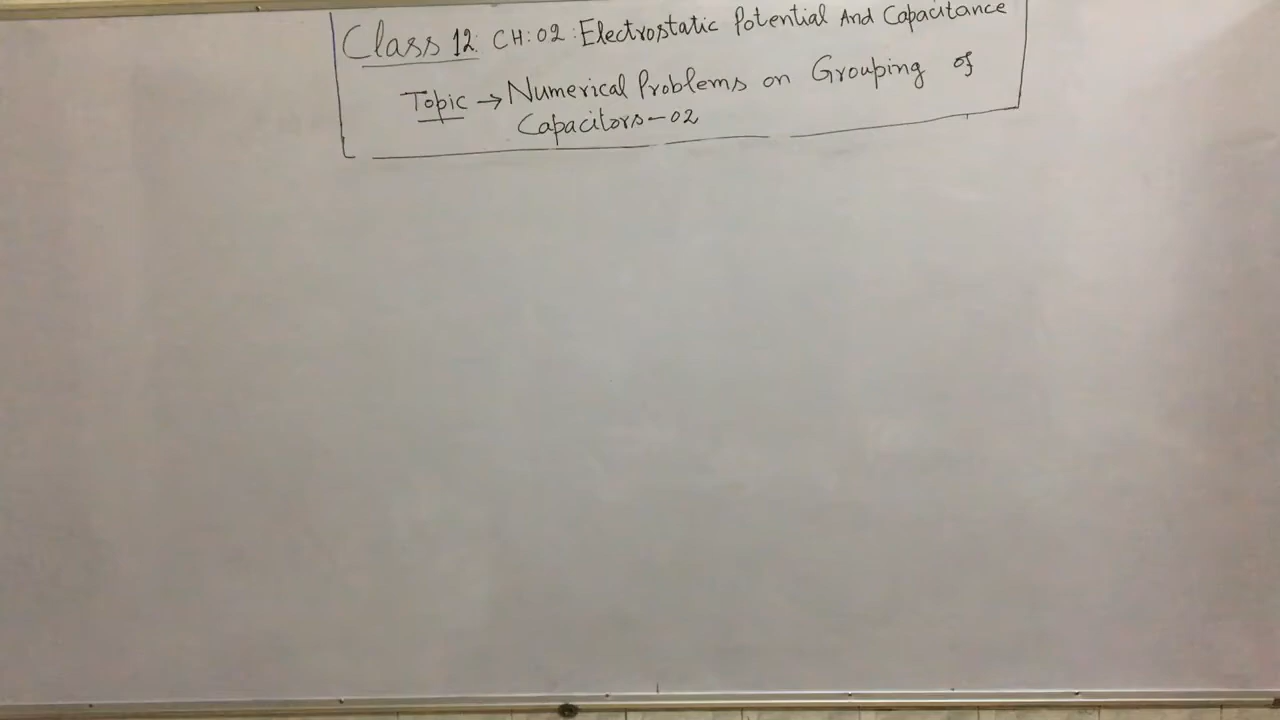 Class 12: CH:02:Electrostatic Potential And Capacitance
Topic → Numerical Problems on Grouping of
Capacitors-02